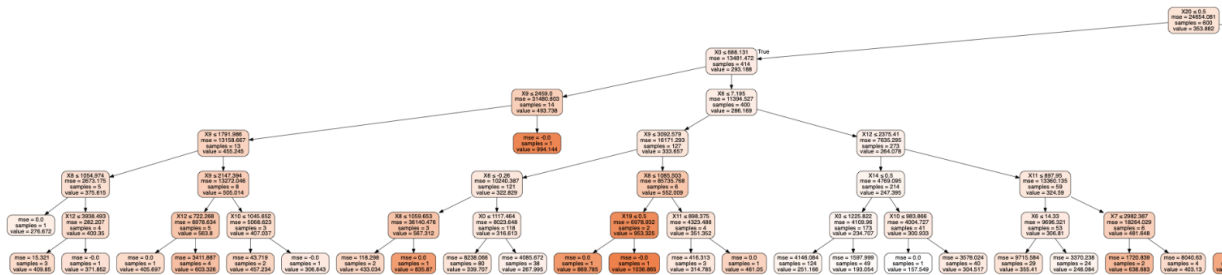 X20 ≤ 0.5
mse = 24654.081
samples = 600
value = 353.882
True
X0 ≤ 688.131
mse = 13481.472
samples = 414
value = 293.168
X9 ≤ 2459.0
mse = 31480.803
samples = 14
value = 493.738
X8 ≤ 7.195
mse = 11394.527
samples = 400
value = 286.169
X9 ≤ 1791.986
mse = 13158.667
samples = 13
value = 455.245
mse = -0.0
samples = 1
value = 994.144
X9 ≤ 3092.579
mse = 16171.293
samples = 127
value = 333.657
X12 ≤ 2375.41
mse = 7635.295
samples = 273
value = 264.078
X8 ≤ 1054.974
mse = 2673.175
samples = 5
value = 375.615
X9 ≤ 2147.394
mse = 13272.046
samples = 8
value = 505.014
X6 ≤ -0.26
mse = 10240.387
samples = 121
value = 322.829
X8 ≤ 1085.503
mse = 85735.768
samples = 6
value = 552.009
X14 ≤ 0.5
mse = 4769.095
samples = 214
value = 247.395
X11 ≤ 897.95
mse = 13360.135
samples = 59
value = 324.59
mse = 0.0
samples = 1
value = 276.672
X12 ≤ 3938.493
mse = 282.207
samples = 4
value = 400.35
X12 ≤ 722.268
mse = 8978.634
samples = 5
value = 563.8
X10 ≤ 1045.652
mse = 5068.823
samples = 3
value = 407.037
X8 ≤ 1059.653
mse = 36140.478
samples = 3
value = 567.312
X0 ≤ 1117.464
mse = 8023.648
samples = 118
value = 316.613
X19 ≤ 0.5
mse = 6978.932
samples = 2
value = 953.325
X11 ≤ 898.375
mse = 4323.488
samples = 4
value = 351.352
X3 ≤ 1225.822
mse = 4109.96
samples = 173
value = 234.707
X10 ≤ 983.866
mse = 4004.727
samples = 41
value = 300.933
X6 ≤ 14.33
mse = 9696.321
samples = 53
value = 306.81
X7 ≤ 2982.387
mse = 18264.029
samples = 6
value = 481.648
mse = 15.321
samples = 3
value = 409.85
mse = -0.0
samples = 1
value = 371.852
mse = 0.0
samples = 1
value = 405.697
mse = 3411.687
samples = 4
value = 603.326
mse = 43.719
samples = 2
value = 457.234
mse = -0.0
samples = 1
value = 306.643
mse = 118.298
samples = 2
value = 433.034
mse = 0.0
samples = 1
value = 835.87
mse = 8238.066
samples = 80
value = 339.707
mse = 4085.672
samples = 38
value = 267.995
mse = 0.0
samples = 1
value = 869.785
mse = -0.0
samples = 1
value = 1036.865
mse = 416.313
samples = 3
value = 314.785
mse = 0.0
samples = 1
value = 461.05
mse = 4148.084
samples = 124
value = 251.166
mse = 1597.999
samples = 49
value = 193.054
mse = 0.0
samples = 1
value = 157.549
mse = 3578.024
samples = 40
value = 304.517
mse = 9715.584
samples = 29
value = 355.41
mse = 3370.238
samples = 24
value = 248.084
mse = 1720.839
samples = 2
value = 638.883
mse = 8040.63
samples = 4
value = 403.13